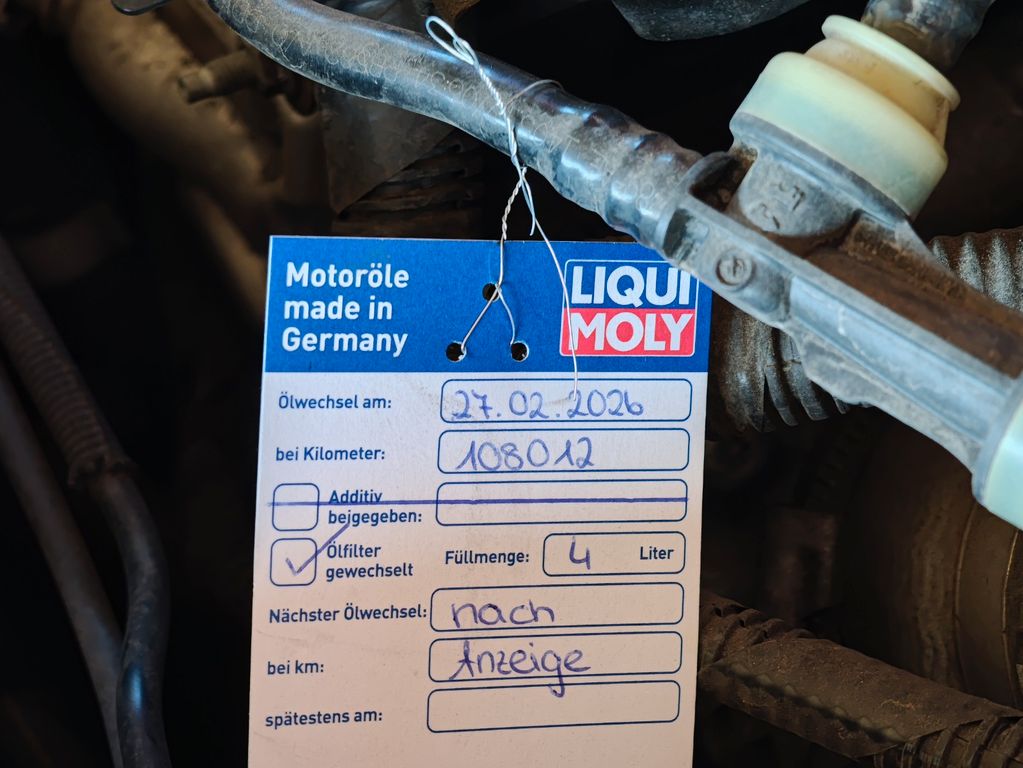 Motoröle
made in
Germany
LIQUI
MOLY
Ölwechsel am: 27.02.2026
bei Kilometer: 108012
Additiv
beigegeben:
Ölfilter
gewechselt
Füllmenge: 4 Liter
Nächster Ölwechsel: nach
bei km: Anzeige
spätestens am: